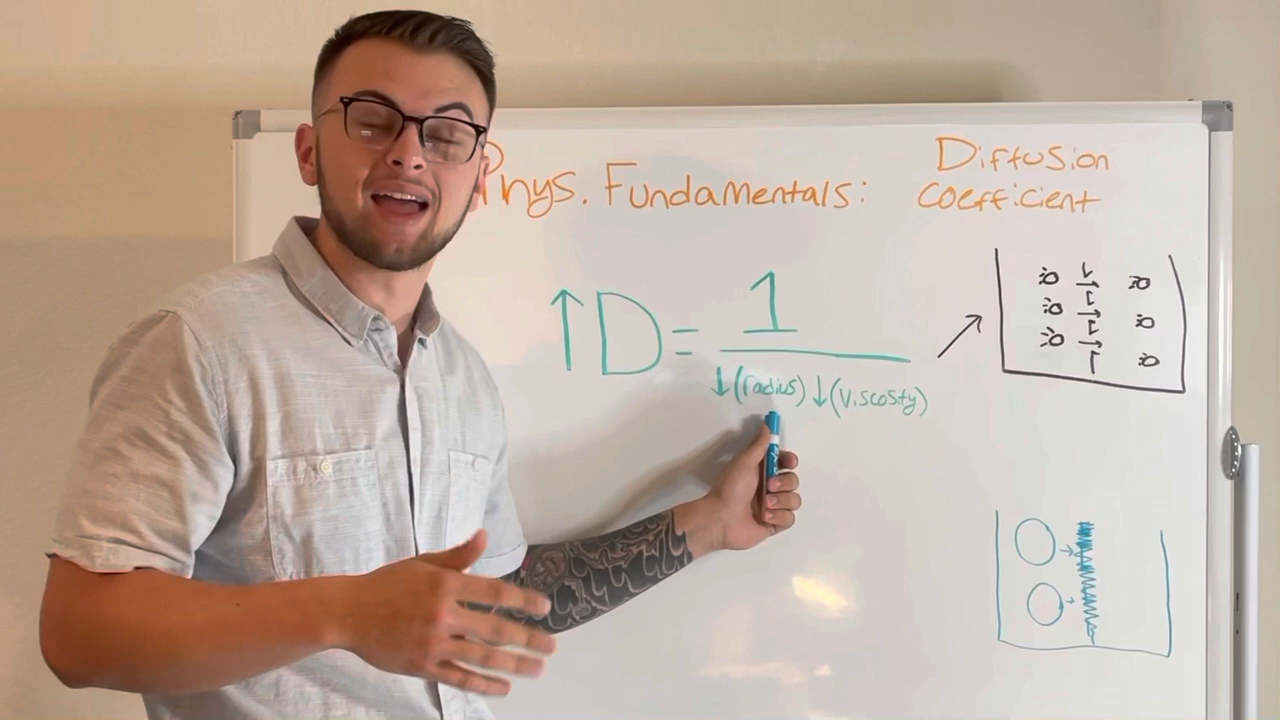 Phys. Fundamentals:
Diffusion
Coefficient
↑D = 1
↓(radius) ↓(Viscosity)